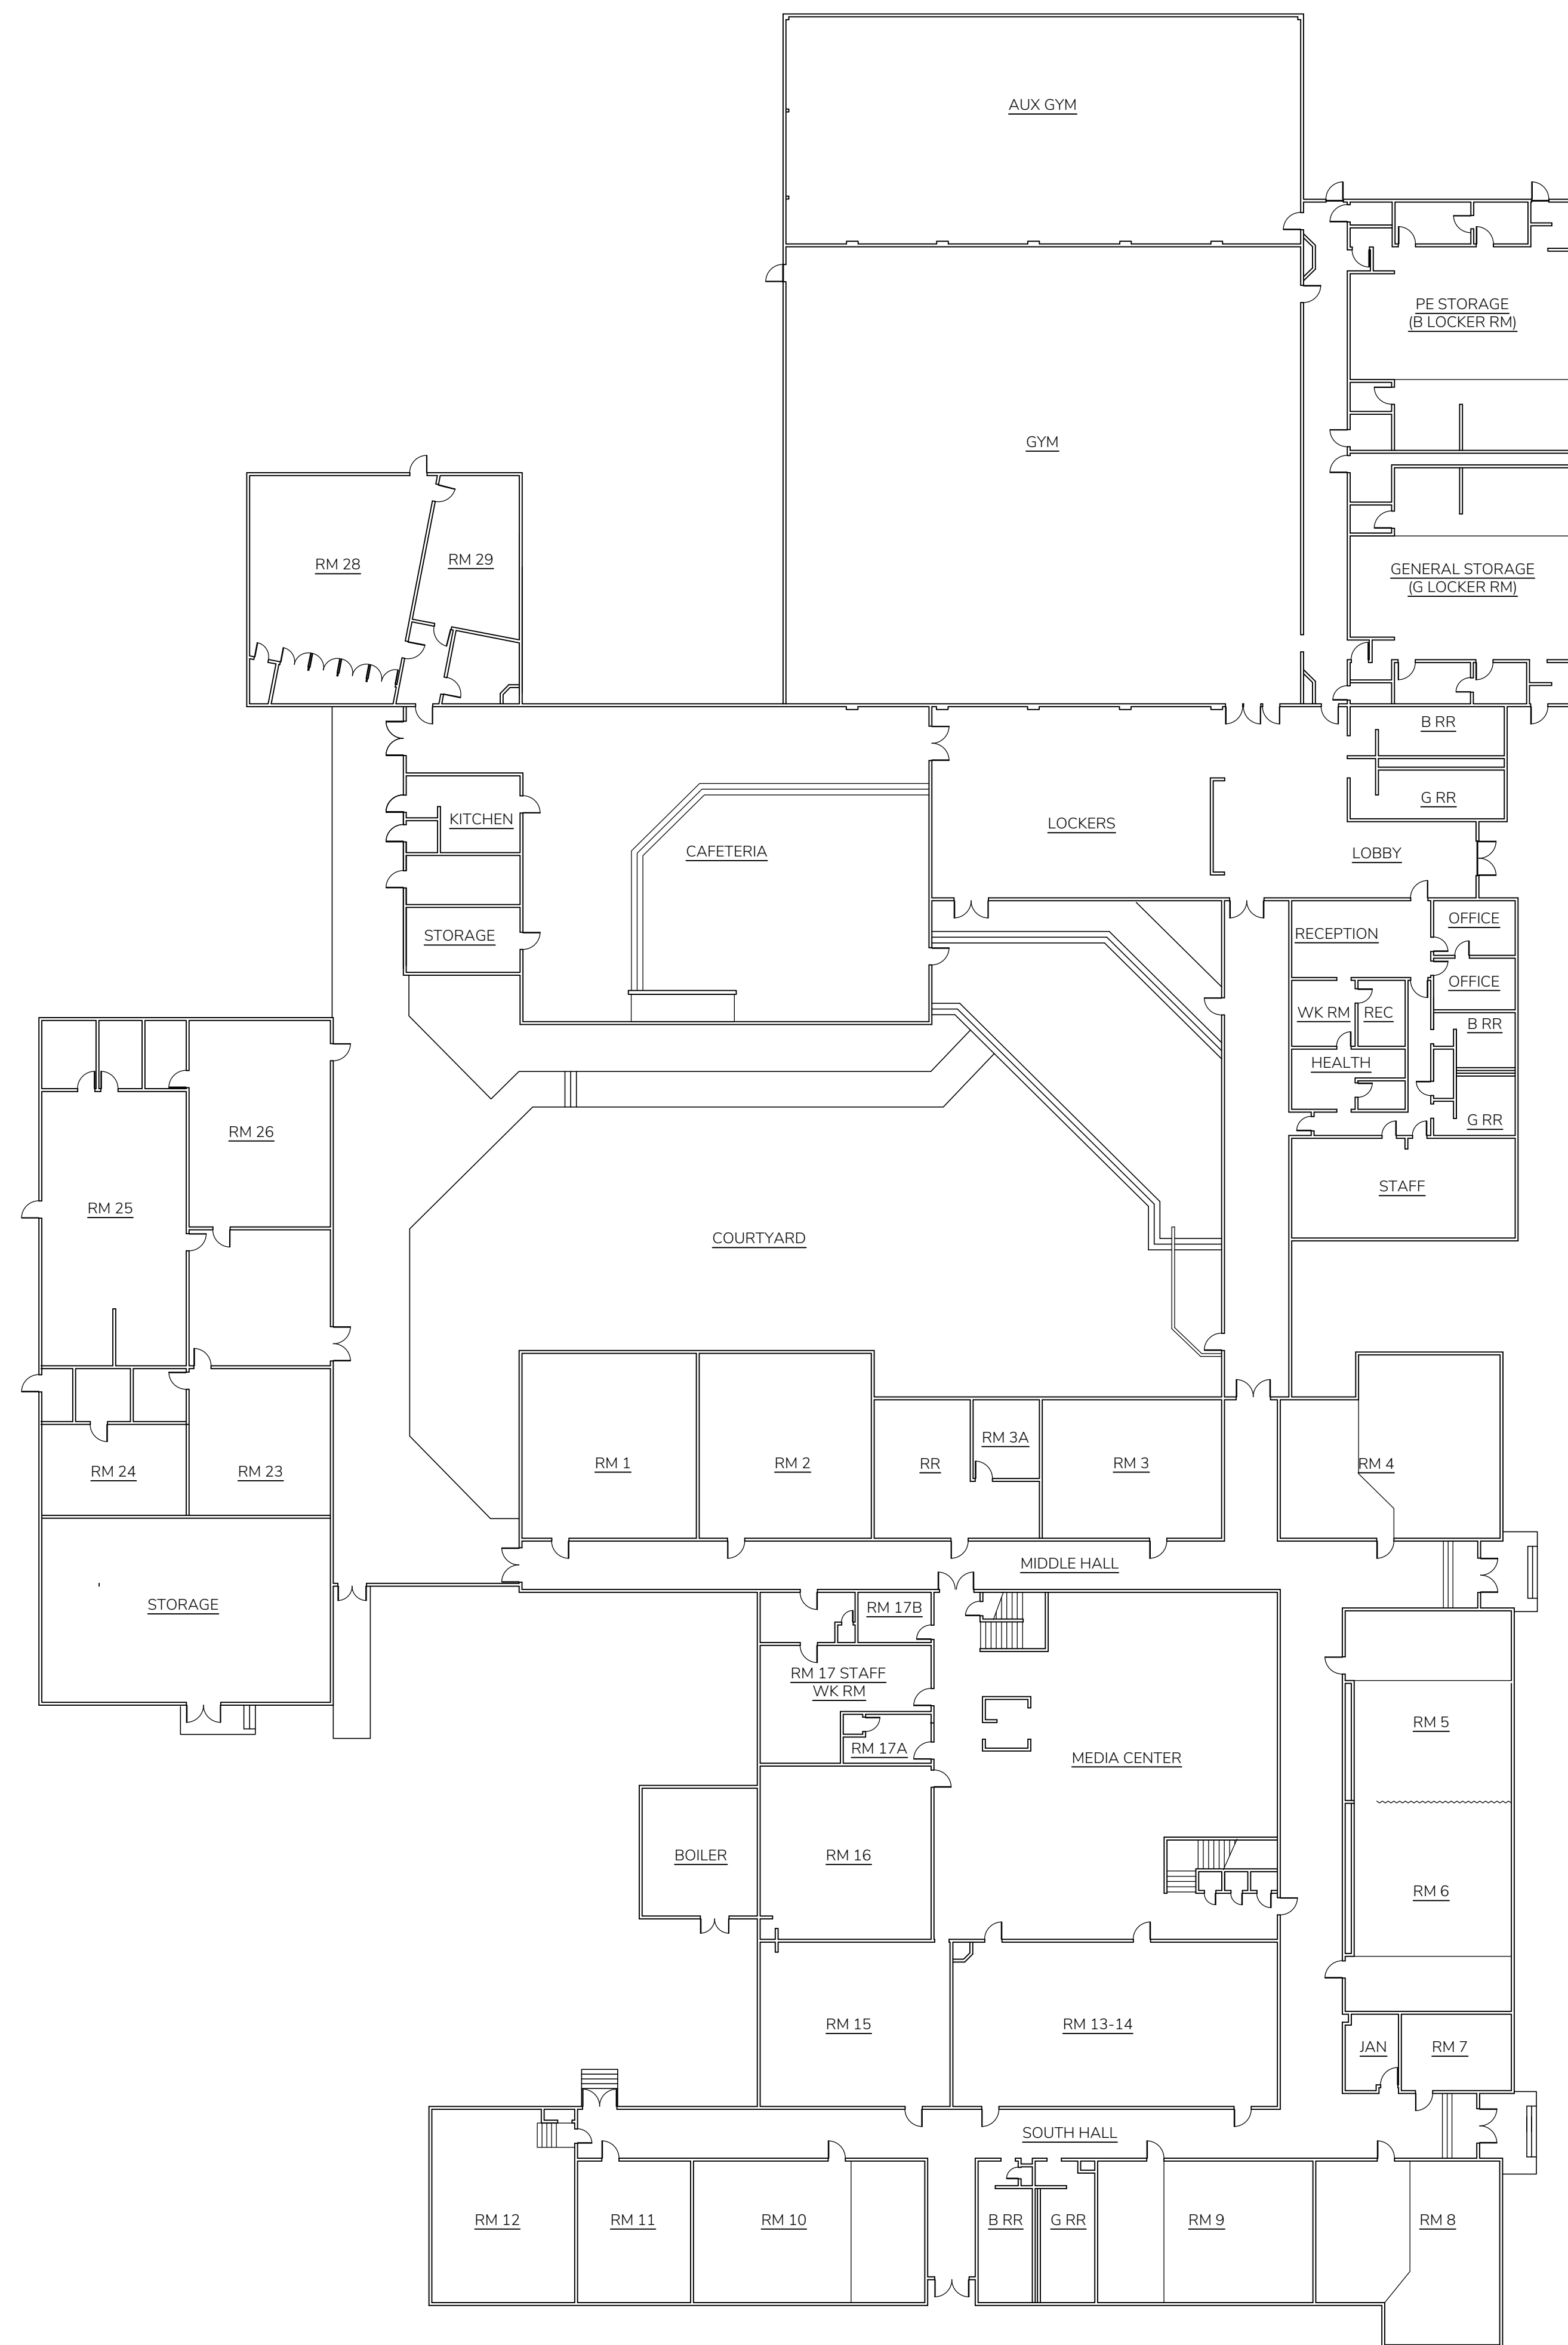 AUX GYM
PE STORAGE
(B LOCKER RM)
GYM
RM 28
RM 29
GENERAL STORAGE
(G LOCKER RM)
B RR
G RR
KITCHEN
CAFETERIA
LOCKERS
LOBBY
STORAGE
RECEPTION
OFFICE
OFFICE
WK RM
REC
B RR
HEALTH
G RR
RM 26
RM 25
STAFF
COURTYARD
RM 24
RM 23
RM 1
RM 2
RR
RM 3A
RM 3
RM 4
MIDDLE HALL
STORAGE
RM 17B
RM 17 STAFF
WK RM
RM 17A
MEDIA CENTER
RM 5
BOILER
RM 16
RM 6
RM 15
RM 13-14
JAN
RM 7
SOUTH HALL
RM 12
RM 11
RM 10
B RR
G RR
RM 9
RM 8